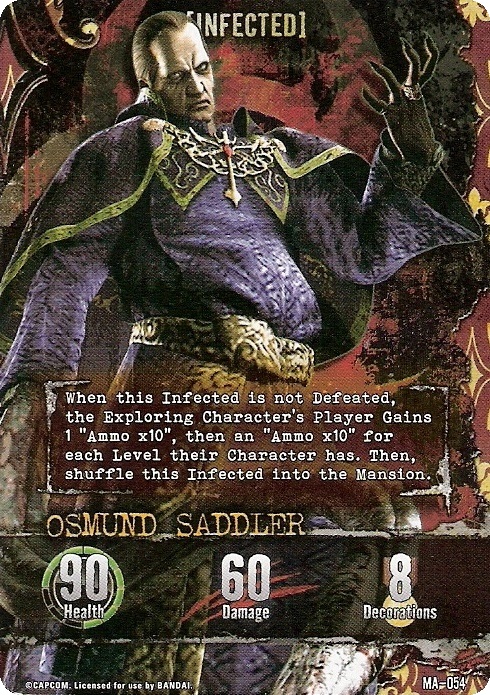 [INFECTED]
When this Infected is not Defeated,
the Exploring Character's Player Gains
1 "Ammo x10", then an "Ammo x10" for
each Level their Character has. Then,
shuffle this Infected into the Mansion.
OSMUND SADDLER
90 60 8
Health Damage Decorations
©CAPCOM. Licensed for use by BANDAI. MA-054